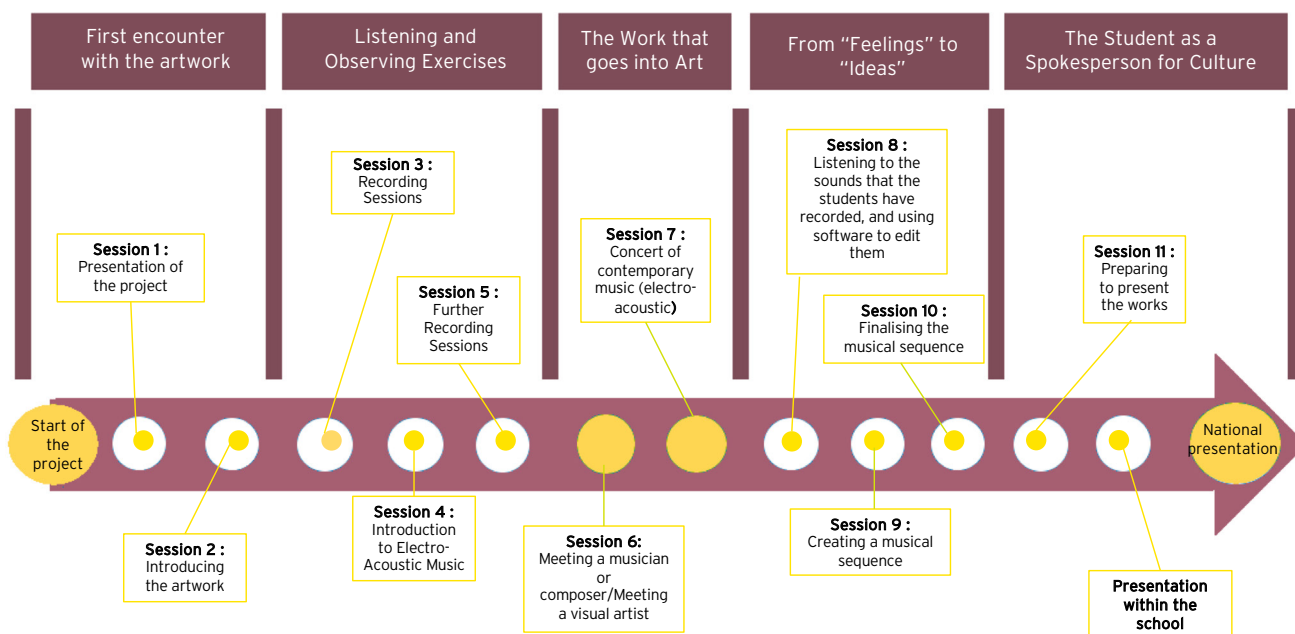 First encounter
with the artwork
Listening and
Observing Exercises
The Work that
goes into Art
From “Feelings” to
“Ideas”
The Student as a
Spokesperson for Culture
Session 1 :
Presentation of
the project
Session 3 :
Recording
Sessions
Session 5 :
Further
Recording
Sessions
Session 7 :
Concert of
contemporary
music (electro-
acoustic)
Session 8 :
Listening to the
sounds that the
students have
recorded, and using
software to edit
them
Session 10 :
Finalising the
musical sequence
Session 11 :
Preparing
to present
the works
Start of
the
project
National
presentation
Session 2 :
Introducing
the artwork
Session 4 :
Introduction
to Electro-
Acoustic Music
Session 6:
Meeting a musician
or
composer/Meeting
a visual artist
Session 9 :
Creating a musical
sequence
Presentation
within the
school